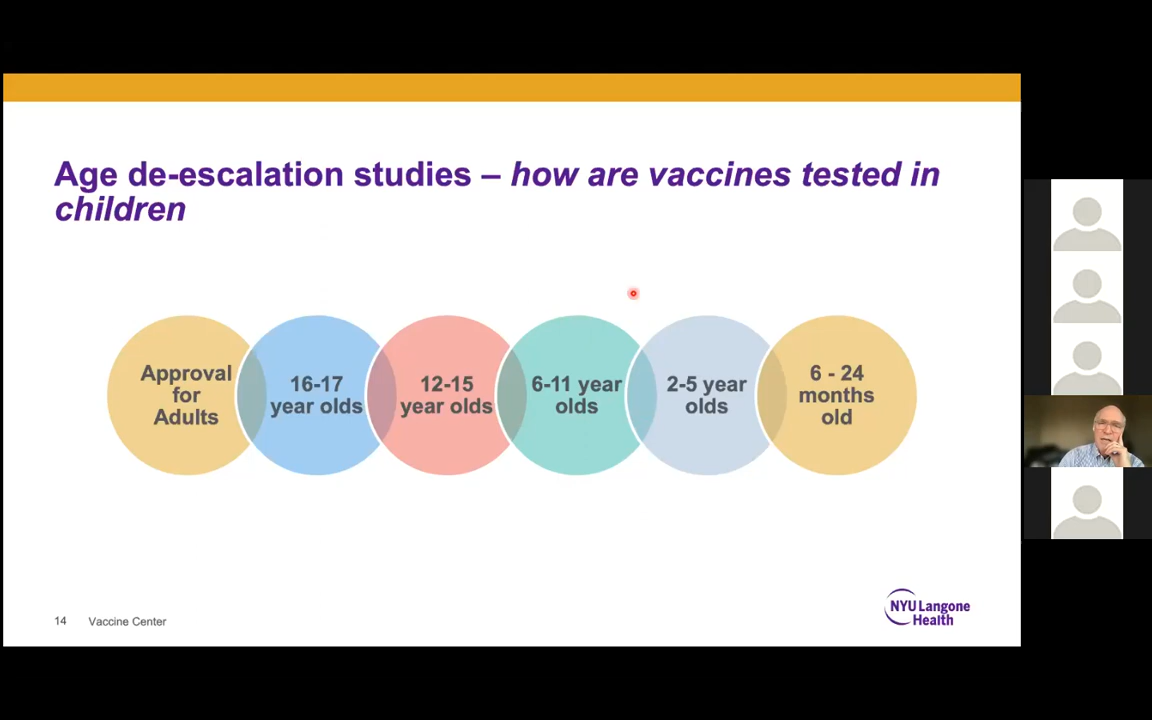 Age de-escalation studies – how are vaccines tested in
children
Approval
for
Adults
16-17
year olds
12-15
year olds
6-11 year
olds
2-5 year
olds
6 - 24
months
old
14 Vaccine Center
NYU Langone
Health